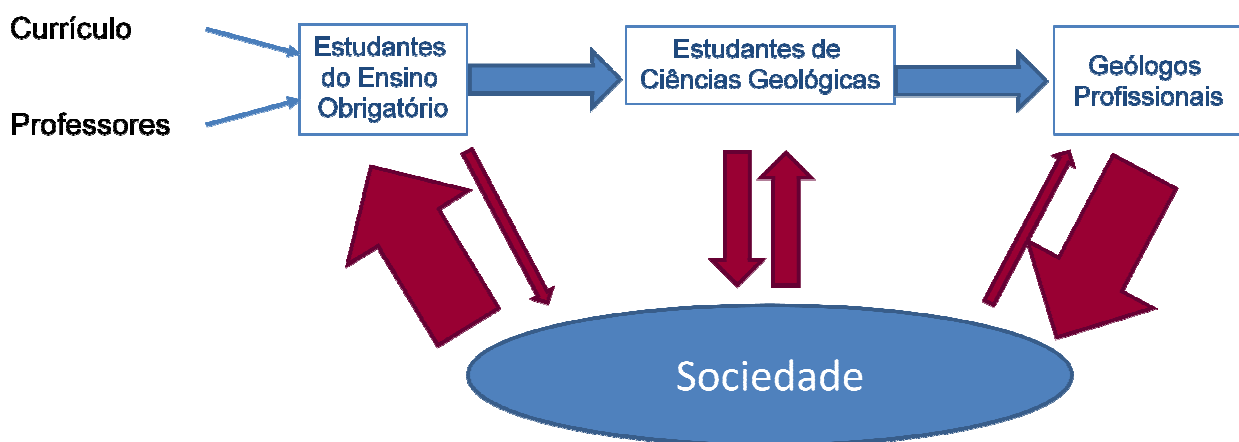 Currículo
Professores
Estudantes
do Ensino
Obrigatório
Estudantes de
Ciências Geológicas
Geólogos
Profissionais
Sociedade